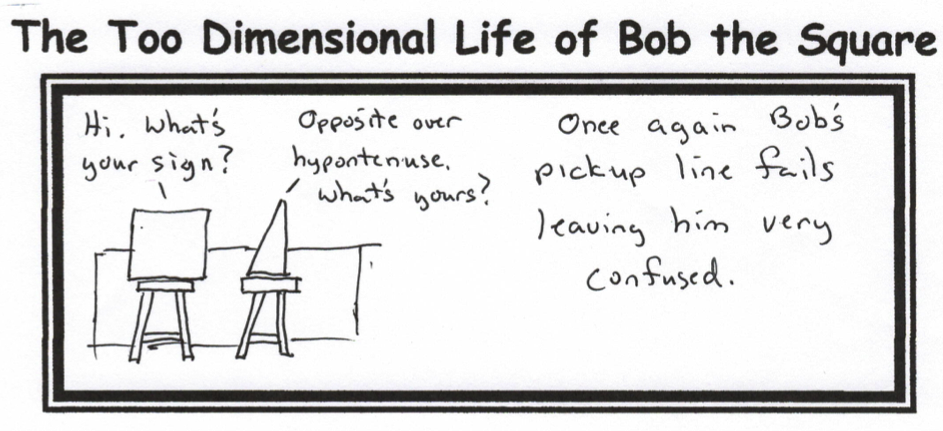 The Too Dimensional Life of Bob the Square
Hi. What's
your sign?
Opposite over
hypontenuse.
What's yours?
Once again Bob's
pickup line fails
leaving him very
confused.